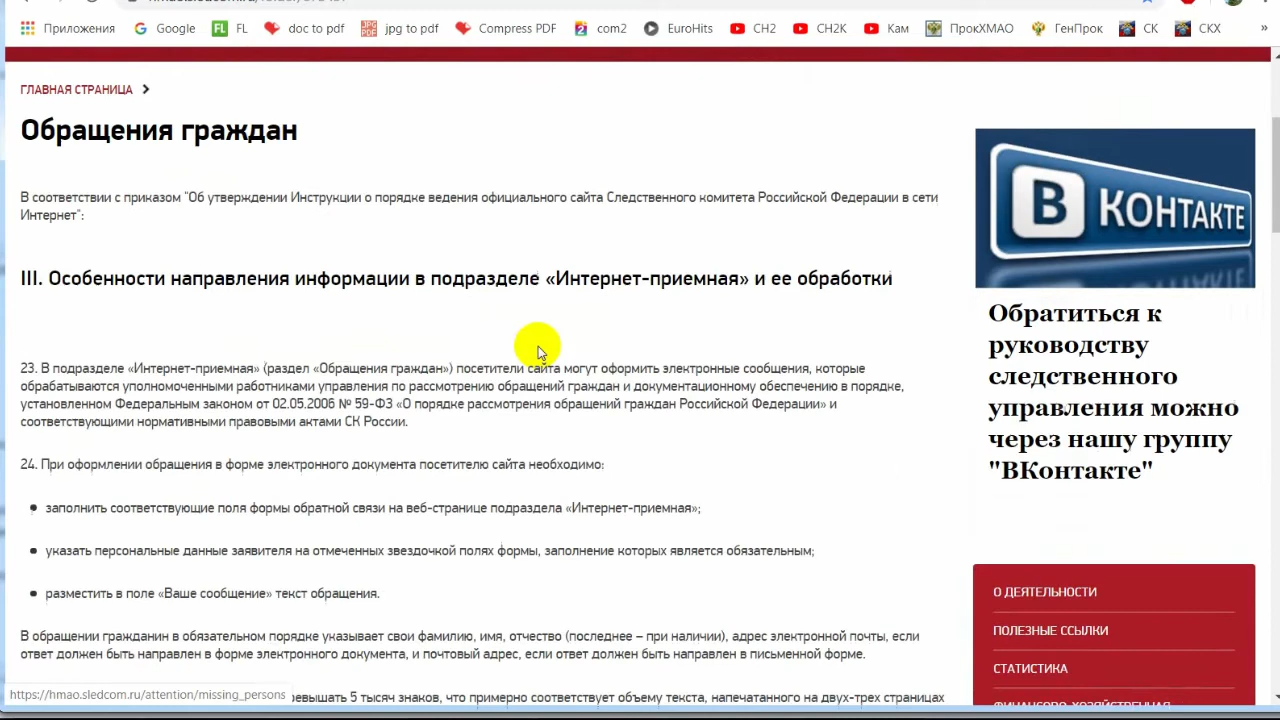 Приложения
Google
FL
FL
doc to pdf
JPG
PDF
jpg to pdf
Compress PDF
2
com2
EuroHits
CH2
CH2K
Кам
ПрокХМАО
ГенПрок
СК
СКХ
»
ГЛАВНАЯ СТРАНИЦА
Обращения граждан
В соответствии с приказом "Об утверждении Инструкции о порядке ведения официального сайта Следственного комитета Российской Федерации в сети
Интернет":
III. Особенности направления информации в подразделе «Интернет-приемная» и ее обработки
23. В подразделе «Интернет-приемная» (раздел «Обращения граждан») посетители сайта могут оформить электронные сообщения, которые
обрабатываются уполномоченными работниками управления по рассмотрению обращений граждан и документационному обеспечению в порядке,
установленном Федеральным законом от 02.05.2006 № 59-ФЗ «О порядке рассмотрения обращений граждан Российской Федерации» и
соответствующими нормативными правовыми актами СК России.
24. При оформлении обращения в форме электронного документа посетителю сайта необходимо:
заполнить соответствующие поля формы обратной связи на веб-странице подраздела «Интернет-приемная»;
указать персональные данные заявителя на отмеченных звездочкой полях формы, заполнение которых является обязательным;
разместить в поле «Ваше сообщение» текст обращения.
В обращении гражданин в обязательном порядке указывает свои фамилию, имя, отчество (последнее – при наличии), адрес электронной почты, если
ответ должен быть направлен в форме электронного документа, и почтовый адрес, если ответ должен быть направлен в письменной форме.
ревышать 5 тысяч знаков, что примерно соответствует объему текста, напечатанного на двух-трех страницах
https://hmao.sledcom.ru/attention/missing_persons
В КОНТАКТЕ
Обратиться к
руководству
следственного
управления можно
через нашу группу
"ВКонтакте"
О ДЕЯТЕЛЬНОСТИ
ПОЛЕЗНЫЕ ССЫЛКИ
СТАТИСТИКА
ФИНАНСОВО-ХОЗЯЙСТВЕННАЯ